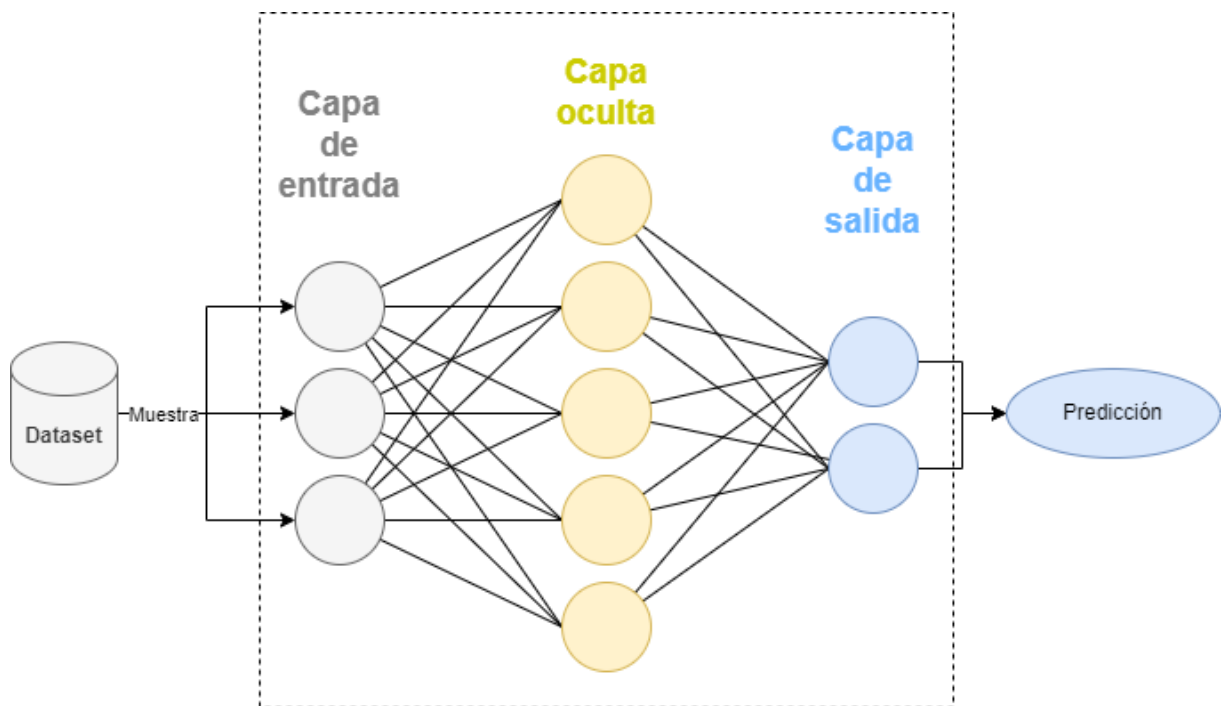 Capa
de
entrada
Capa
oculta
Capa
de
salida
Dataset
Muestra
Predicción